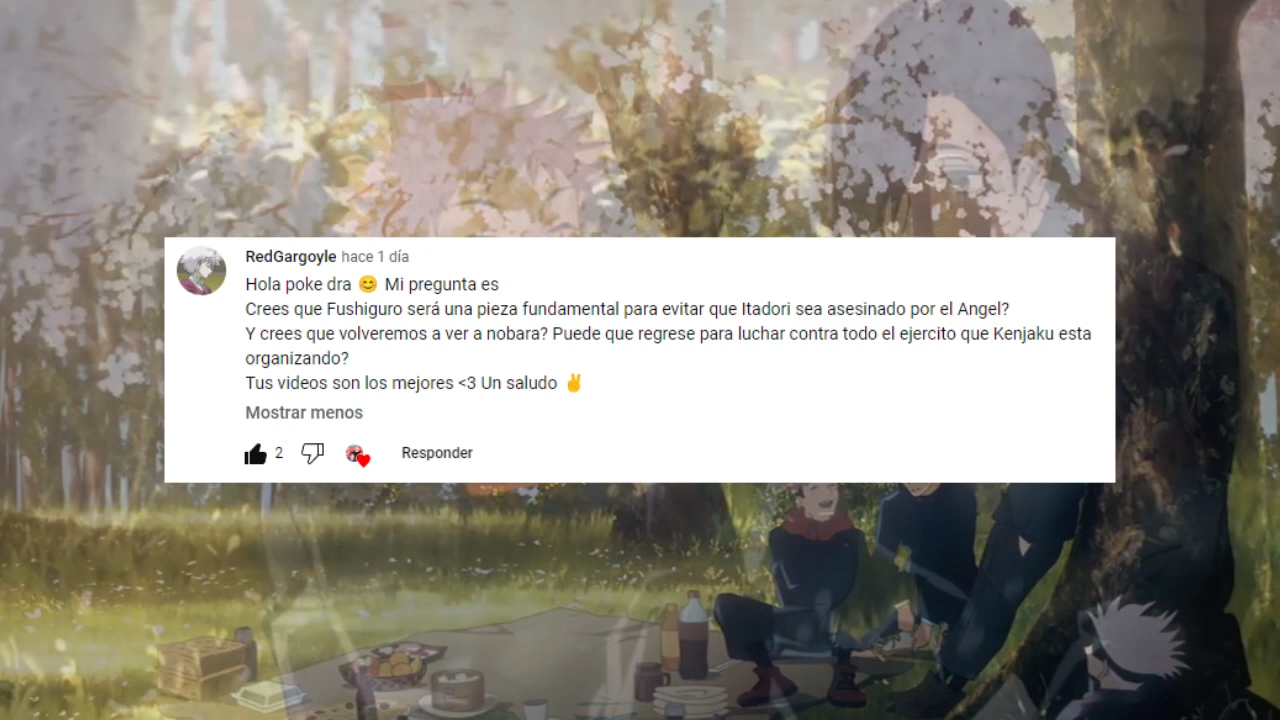 RedGargoyle hace 1 día
Hola poke dra 😊 Mi pregunta es
Crees que Fushiguro será una pieza fundamental para evitar que Itadori sea asesinado por el Angel?
Y crees que volveremos a ver a nobara? Puede que regrese para luchar contra todo el ejercito que Kenjaku esta
organizando?
Tus videos son los mejores <3 Un saludo ✌️
Mostrar menos
2 Responder